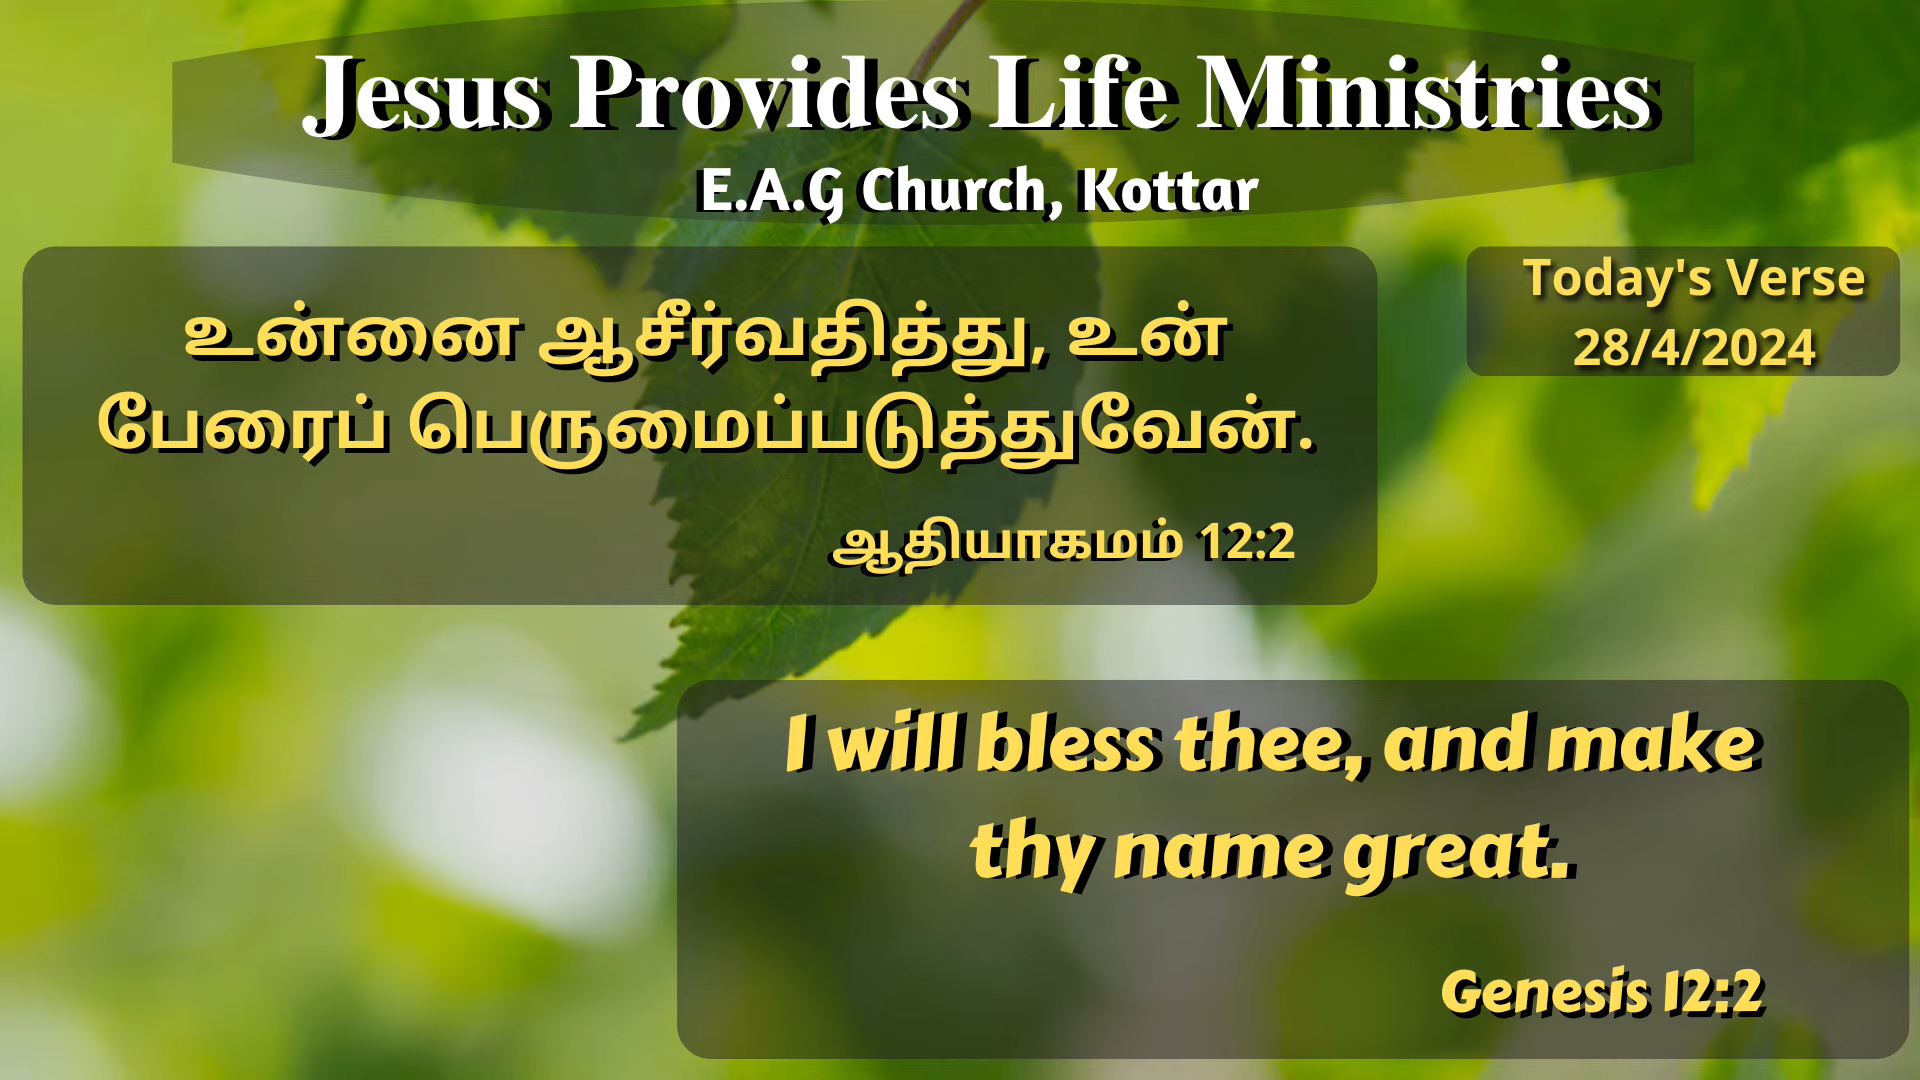 Jesus Provides Life Ministries
E.A.G Church, Kottar
Today's Verse
28/4/2024
உன்னை ஆசீர்வதித்து, உன்
பேரைப் பெருமைப்படுத்துவேன்.
ஆதியாகமம் 12:2
I will bless thee, and make
thy name great.
Genesis 12:2